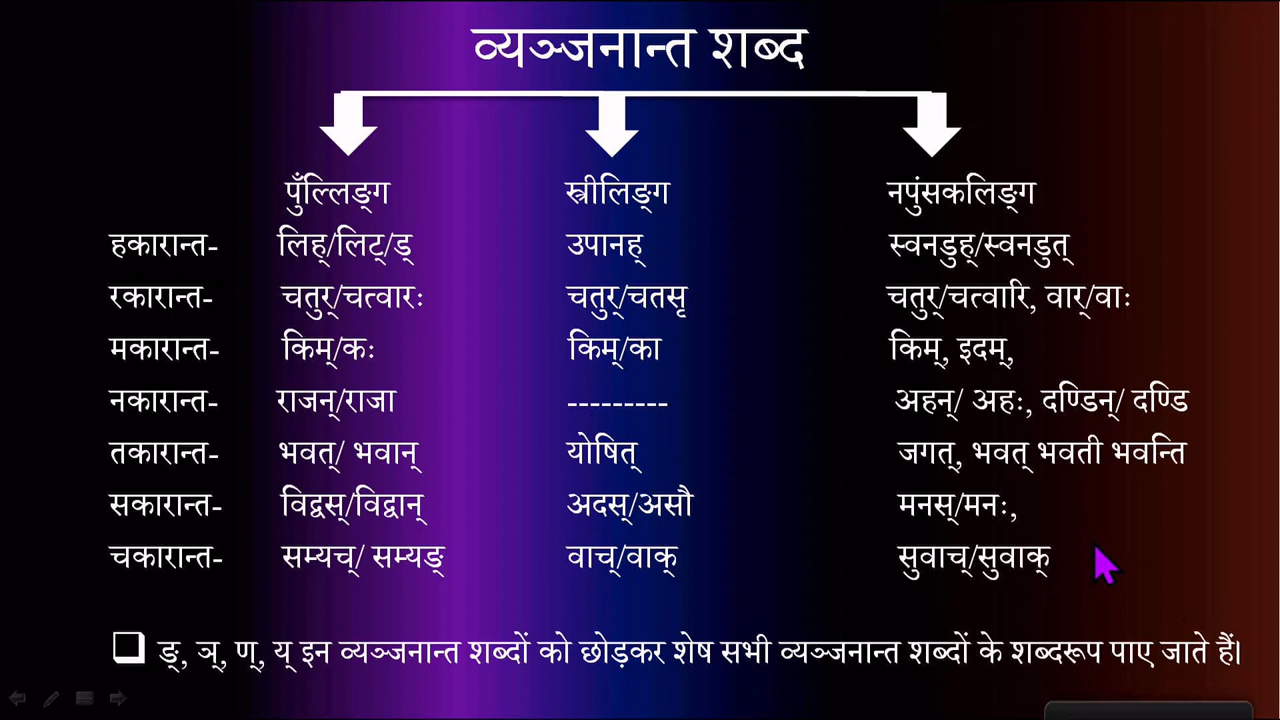 व्यञ्जनान्त शब्द
पुँल्लिङ्ग स्त्रीलिङ्ग नपुंसकलिङ्ग
हकारान्त- लिह्/लिट्/ड् उपानह् स्वनडुह्/स्वनडुत्
रकारान्त- चतुर्/चत्वारः चतुर्/चतसृ चतुर्/चत्वारि, वार्/वाः
मकारान्त- किम्/कः किम्/का किम्, इदम्,
नकारान्त- राजन्/राजा --------- अहन्/ अहः, दण्डिन्/ दण्डि
तकारान्त- भवत्/ भवान् योषित् जगत्, भवत् भवती भवन्ति
सकारान्त- विद्वस्/विद्वान् अदस्/असौ मनस्/मनः,
चकारान्त- सम्यच्/ सम्यङ् वाच्/वाक् सुवाच्/सुवाक्
ङ्, ञ्, ण्, य् इन व्यञ्जनान्त शब्दों को छोड़कर शेष सभी व्यञ्जनान्त शब्दों के शब्दरूप पाए जाते हैं।